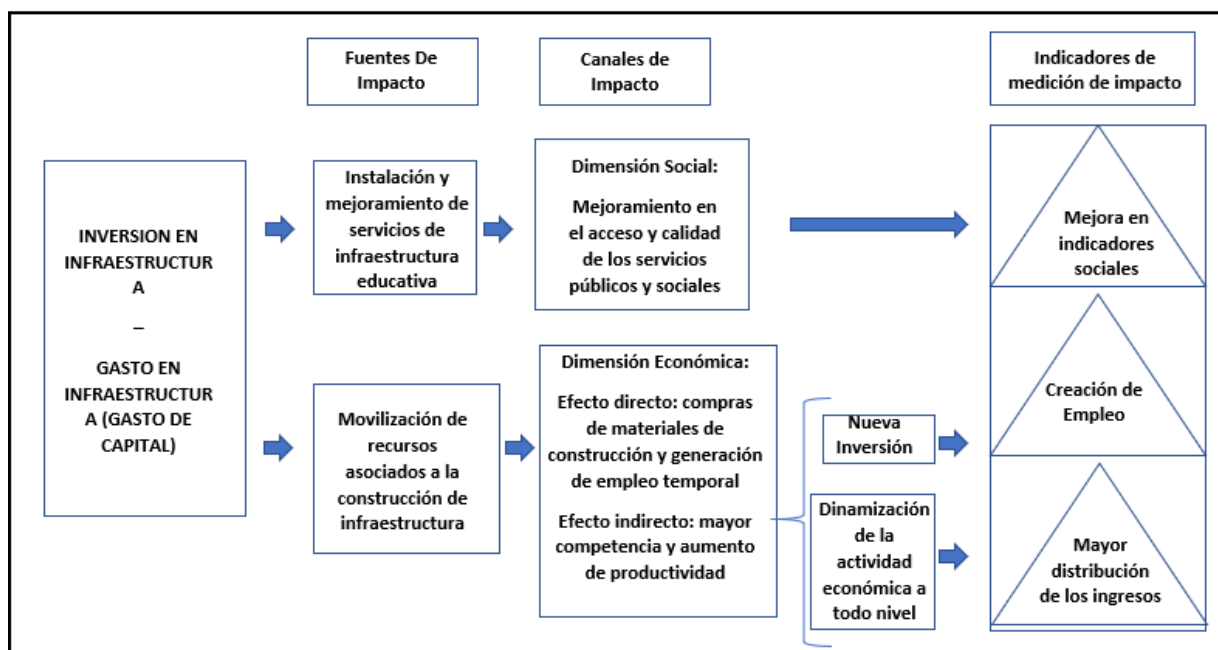 Fuentes De
Impacto
Canales de
Impacto
Indicadores de
medición de impacto
INVERSION EN
INFRAESTRUCTUR
A
–
GASTO EN
INFRAESTRUCTUR
A (GASTO DE
CAPITAL)
Instalación y
mejoramiento de
servicios de
infraestructura
educativa
Dimensión Social:
Mejoramiento en
el acceso y calidad
de los servicios
públicos y sociales
Mejora en
indicadores
sociales
Movilización de
recursos
asociados a la
construcción de
infraestructura
Dimensión Económica:
Efecto directo: compras
de materiales de
construcción y generación
de empleo temporal
Efecto indirecto: mayor
competencia y aumento
de productividad
Nueva
Inversión
Creación de
Empleo
Dinamización
de la
actividad
económica a
todo nivel
Mayor
distribución
de los ingresos